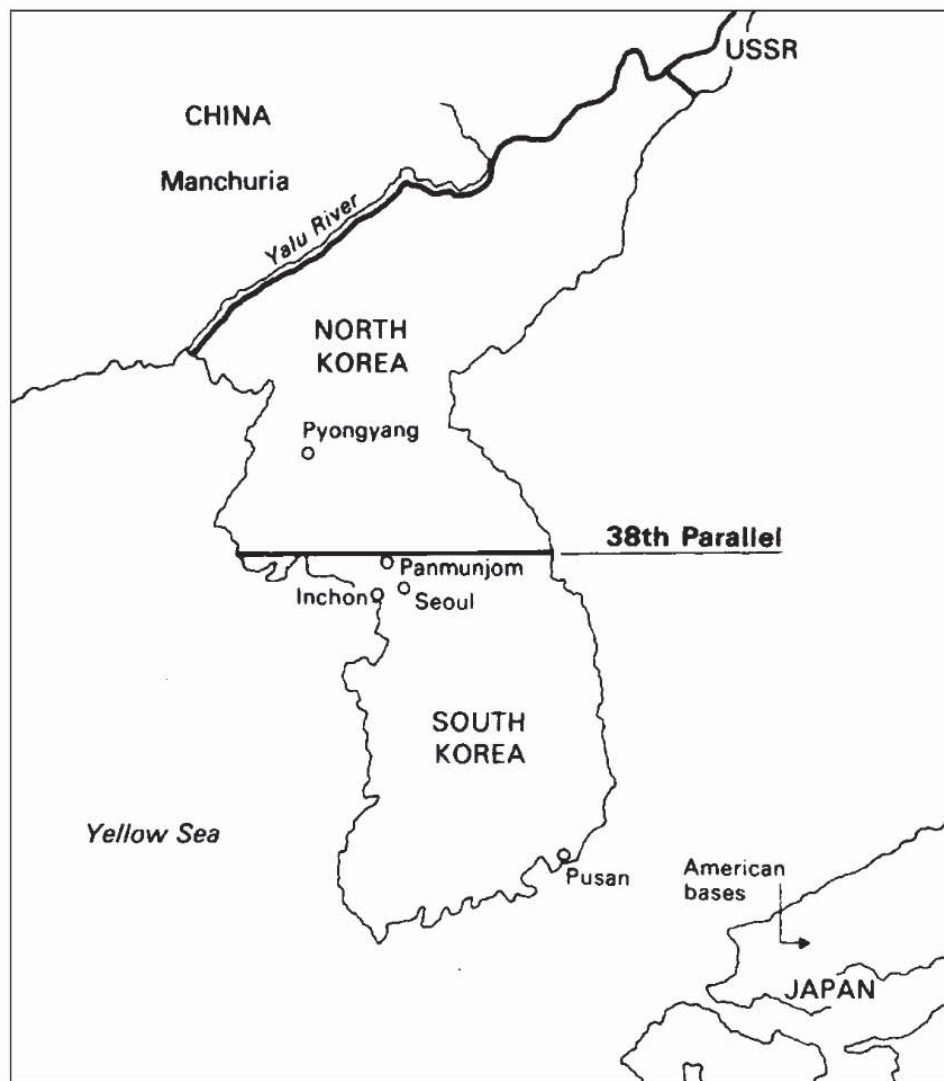 USSR
CHINA
Manchuria
Yalu River
NORTH
KOREA
Pyongyang
38th Parallel
Panmunjom
Inchon
Seoul
SOUTH
KOREA
Yellow Sea
Pusan
American
bases
JAPAN